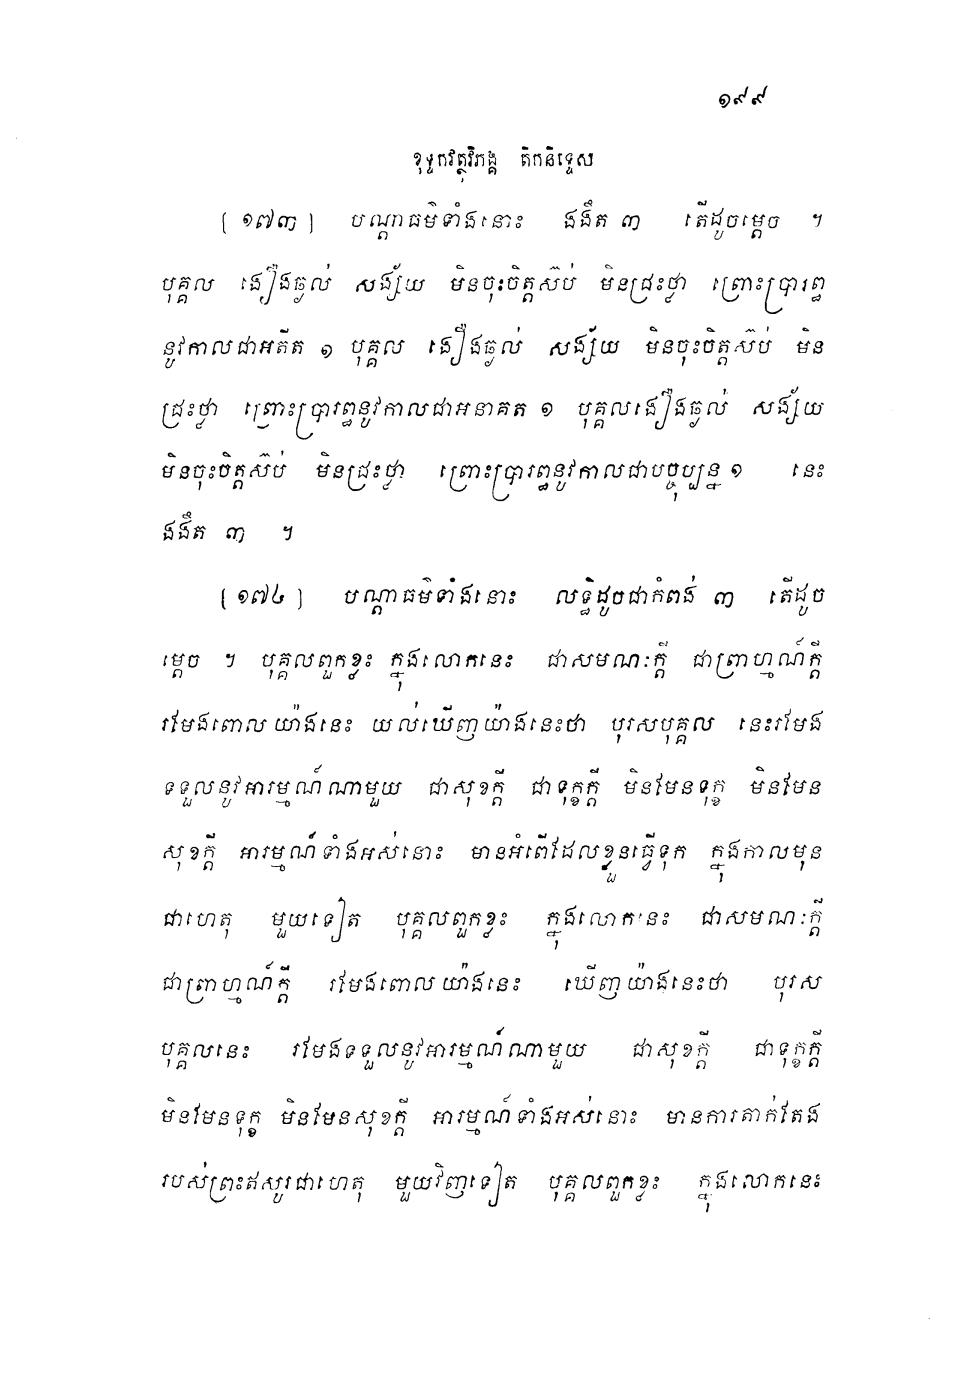 ១៩៩
ខុទ្ទកវត្ថុវិភង្គ តិកនិទ្ទេស
[១៧៣] បណ្តាធម៌ទាំងនោះ ងងឹត ៣ តើដូចម្តេច ។
បុគ្គល ងឿងឆ្ងល់ សង្ស័យ មិនចុះចិត្តស៊ប់ មិនជ្រះថ្លា ព្រោះប្រារព្ធ
នូវកាលជាអតីត ១ បុគ្គល ងឿងឆ្ងល់ សង្ស័យ មិនចុះចិត្តស៊ប់ មិន
ជ្រះថ្លា ព្រោះប្រារព្ធនូវកាលជាអនាគត ១ បុគ្គលងឿងឆ្ងល់ សង្ស័យ
មិនចុះចិត្តស៊ប់ មិនជ្រះថ្លា ព្រោះប្រារព្ធនូវកាលជាបច្ចុប្បន្ន ១ នេះ
ងងឹត ៣ ។
[១៧៤] បណ្តាធម៌ទាំងនោះ លទ្ធិដូចជាកំពង់ ៣ តើដូច
ម្តេច ។ បុគ្គលពួកខ្លះ ក្នុងលោកនេះ ជាសមណៈក្តី ជាព្រាហ្មណ៍ក្តី
រមែងពោលយ៉ាងនេះ យល់ឃើញយ៉ាងនេះថា បុរសបុគ្គល នេះរមែង
ទទួលនូវអារម្មណ៍ណាមួយ ជាសុខក្តី ជាទុក្ខក្តី មិនមែនទុក្ខ មិនមែន
សុខក្តី អារម្មណ៍ទាំងអស់នោះ មានអំពើដែលខ្លួនធ្វើទុក ក្នុងកាលមុន
ជាហេតុ មួយទៀត បុគ្គលពួកខ្លះ ក្នុងលោកនេះ ជាសមណៈក្តី
ជាព្រាហ្មណ៍ក្តី រមែងពោលយ៉ាងនេះ ឃើញយ៉ាងនេះថា បុរស
បុគ្គលនេះ រមែងទទួលនូវអារម្មណ៍ណាមួយ ជាសុខក្តី ជាទុក្ខក្តី
មិនមែនទុក្ខ មិនមែនសុខក្តី អារម្មណ៍ទាំងអស់នោះ មានការតាក់តែង
របស់ព្រះឥសូរជាហេតុ មួយវិញទៀត បុគ្គលពួកខ្លះ ក្នុងលោកនេះ